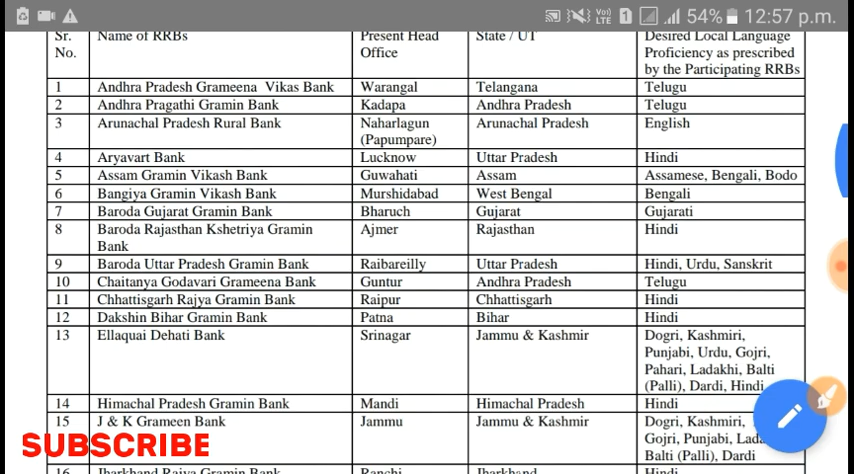 Vo)) LTE 1 54% 12:57 p.m.
Sr. No. Name of RRBs Present Head Office State / UT Desired Local Language Proficiency as prescribed by the Participating RRBs
1 Andhra Pradesh Grameena Vikas Bank Warangal Telangana Telugu
2 Andhra Pragathi Gramin Bank Kadapa Andhra Pradesh Telugu
3 Arunachal Pradesh Rural Bank Naharlagun (Papumpare) Arunachal Pradesh English
4 Aryavart Bank Lucknow Uttar Pradesh Hindi
5 Assam Gramin Vikash Bank Guwahati Assam Assamese, Bengali, Bodo
6 Bangiya Gramin Vikash Bank Murshidabad West Bengal Bengali
7 Baroda Gujarat Gramin Bank Bharuch Gujarat Gujarati
8 Baroda Rajasthan Kshetriya Gramin Bank Ajmer Rajasthan Hindi
9 Baroda Uttar Pradesh Gramin Bank Raibareilly Uttar Pradesh Hindi, Urdu, Sanskrit
10 Chaitanya Godavari Grameena Bank Guntur Andhra Pradesh Telugu
11 Chhattisgarh Rajya Gramin Bank Raipur Chhattisgarh Hindi
12 Dakshin Bihar Gramin Bank Patna Bihar Hindi
13 Ellaquai Dehati Bank Srinagar Jammu & Kashmir Dogri, Kashmiri, Punjabi, Urdu, Gojri, Pahari, Ladakhi, Balti (Palli), Dardi, Hindi
14 Himachal Pradesh Gramin Bank Mandi Himachal Pradesh Hindi
15 J & K Grameen Bank Jammu Jammu & Kashmir Dogri, Kashmiri, Gojri, Punjabi, Balti (Palli), Dardi
16 Jharkhand Rajya Gramin Bank Ranchi Jharkhand Hindi
SUBSCRIBE